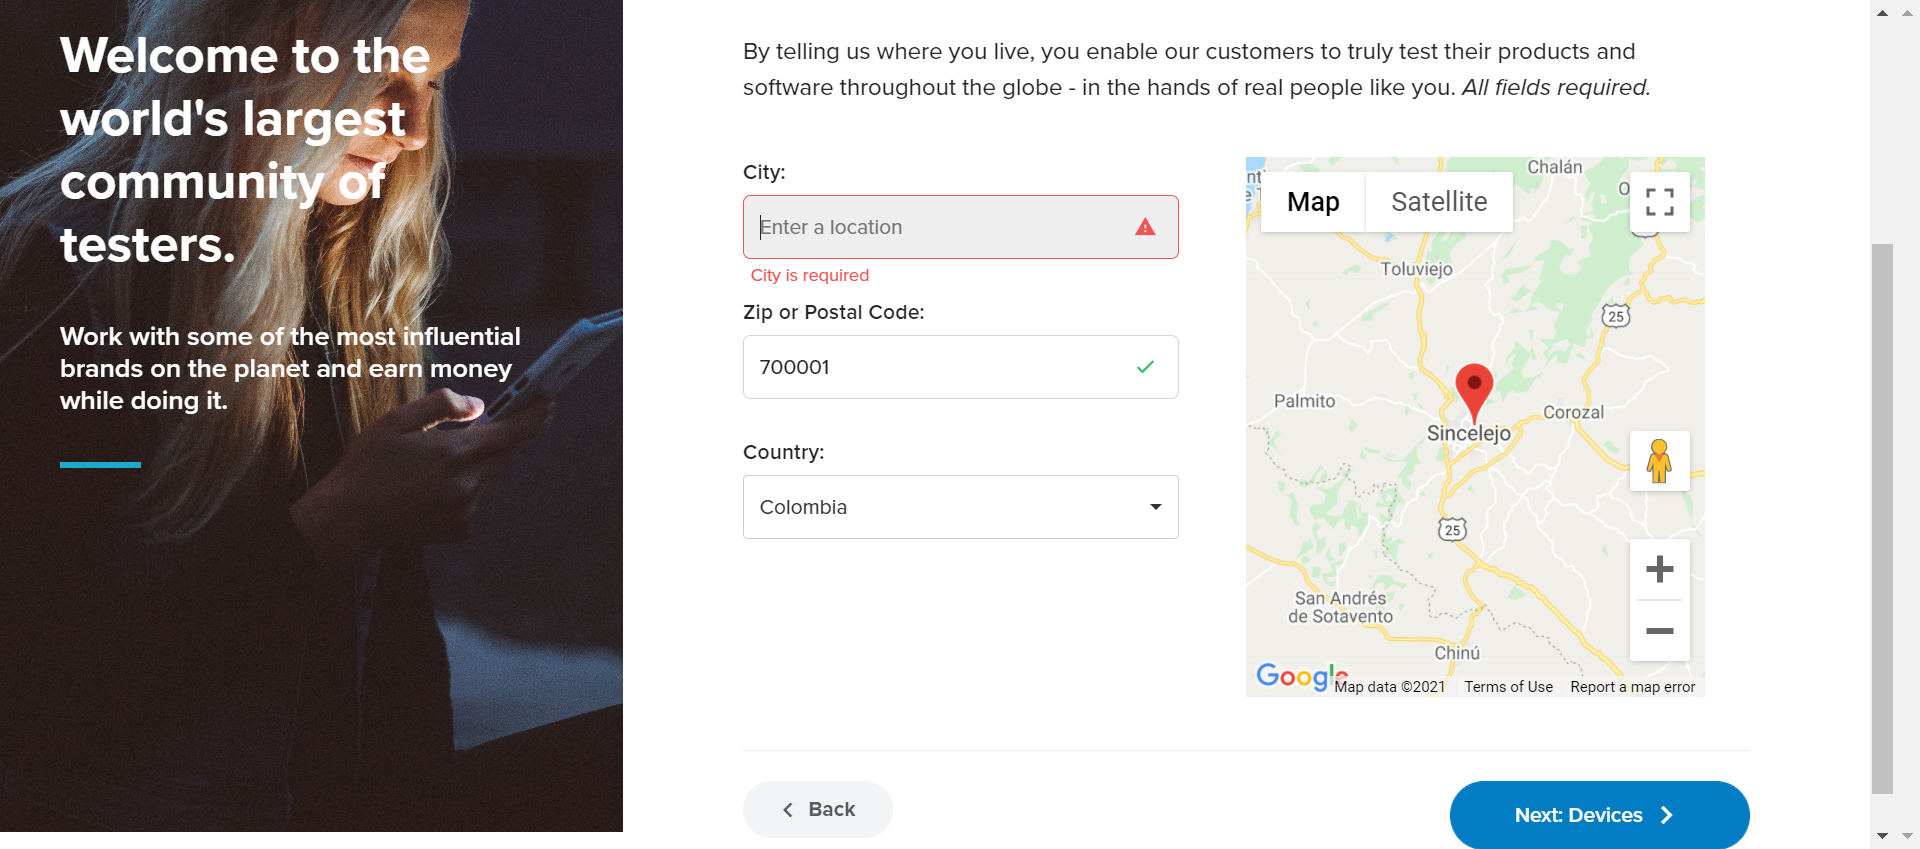 Welcome to the
world's largest
community of
testers.
Work with some of the most influential
brands on the planet and earn money
while doing it.
By telling us where you live, you enable our customers to truly test their products and
software throughout the globe - in the hands of real people like you. All fields required.
City:
Enter a location
City is required
Zip or Postal Code:
700001
Country:
Colombia
Map
Satellite
Chalán
Toluviejo
25
Palmito
Corozal
Sincelejo
25
San Andrés
de Sotavento
Chinú
Google
Map data ©2021
Terms of Use
Report a map error
Back
Next: Devices